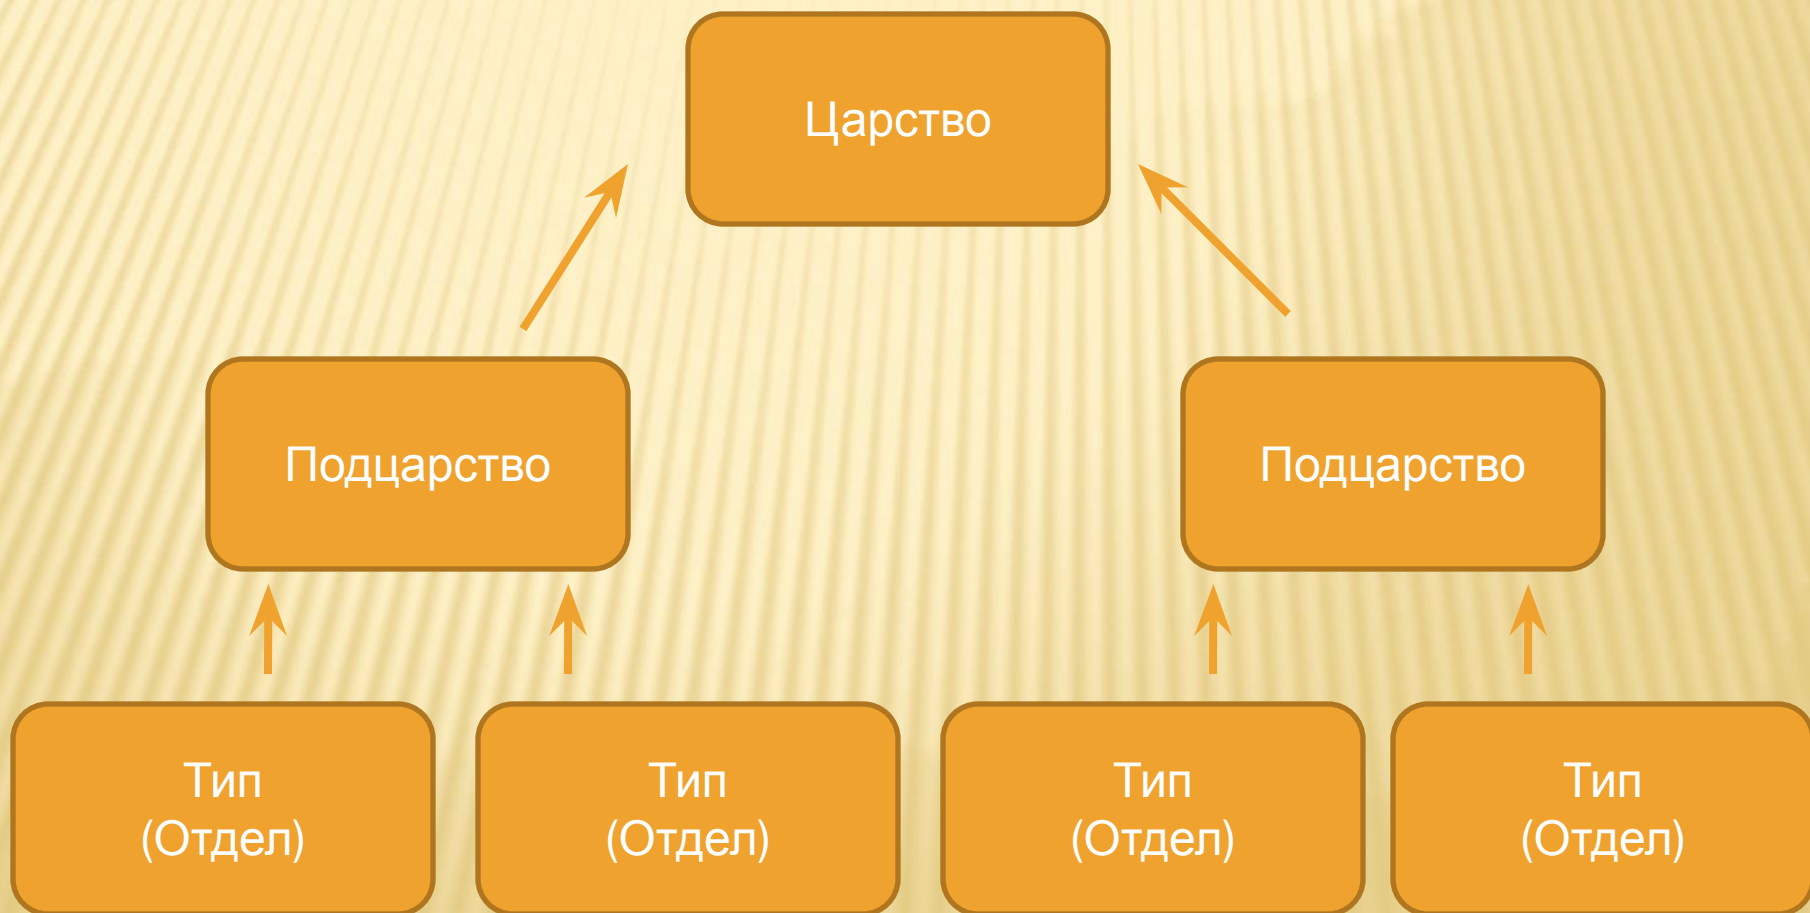 Царство
Подцарство
Подцарство
Тип
(Отдел)
Тип
(Отдел)
Тип
(Отдел)
Тип
(Отдел)